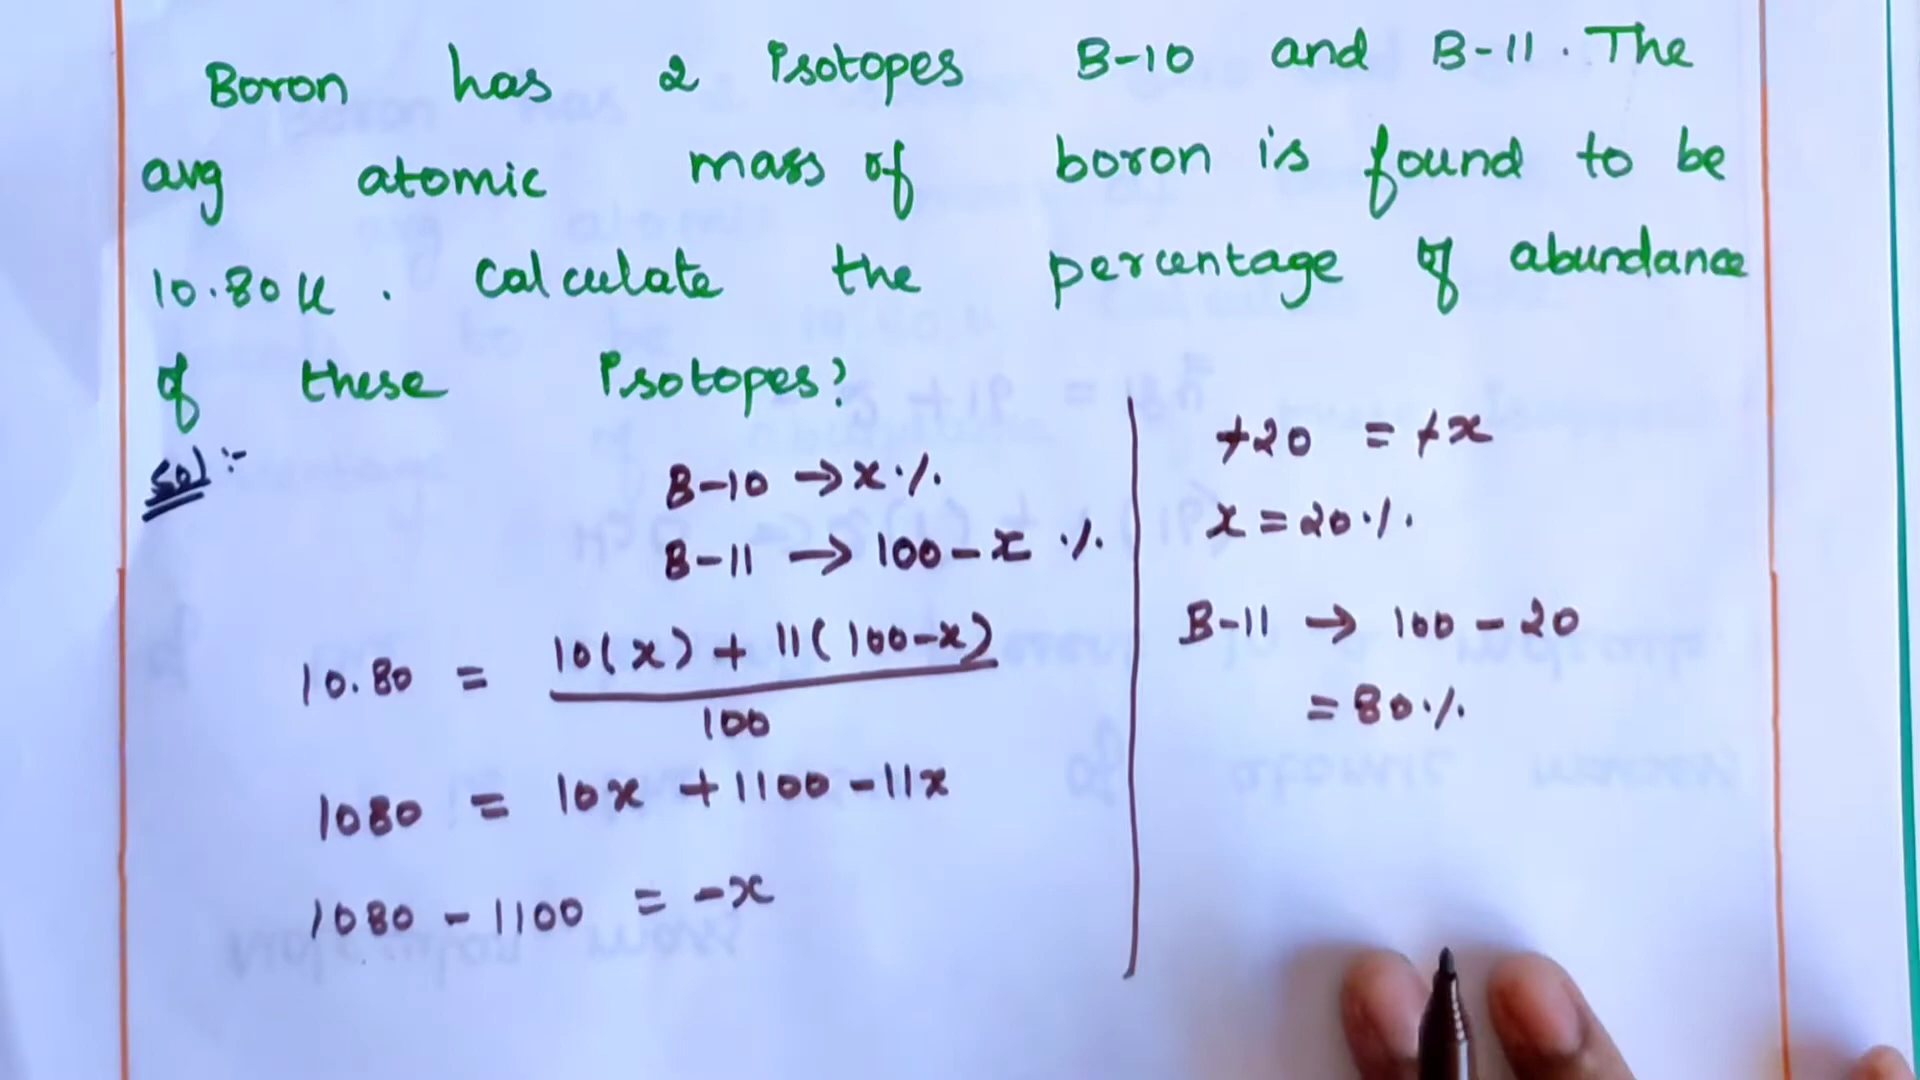 Boron has 2 isotopes B-10 and B-11. The
avg atomic mass of boron is found to be
10.80 u. Calculate the percentage of abundance
of these isotopes?
Sol:-
B-10 → x %
B-11 → 100 - x %
10.80 = 10(x) + 11(100-x)
100
1080 = 10x + 1100 - 11x
1080 - 1100 = -x
+20 = +x
x = 20%
B-11 → 100 - 20
= 80%